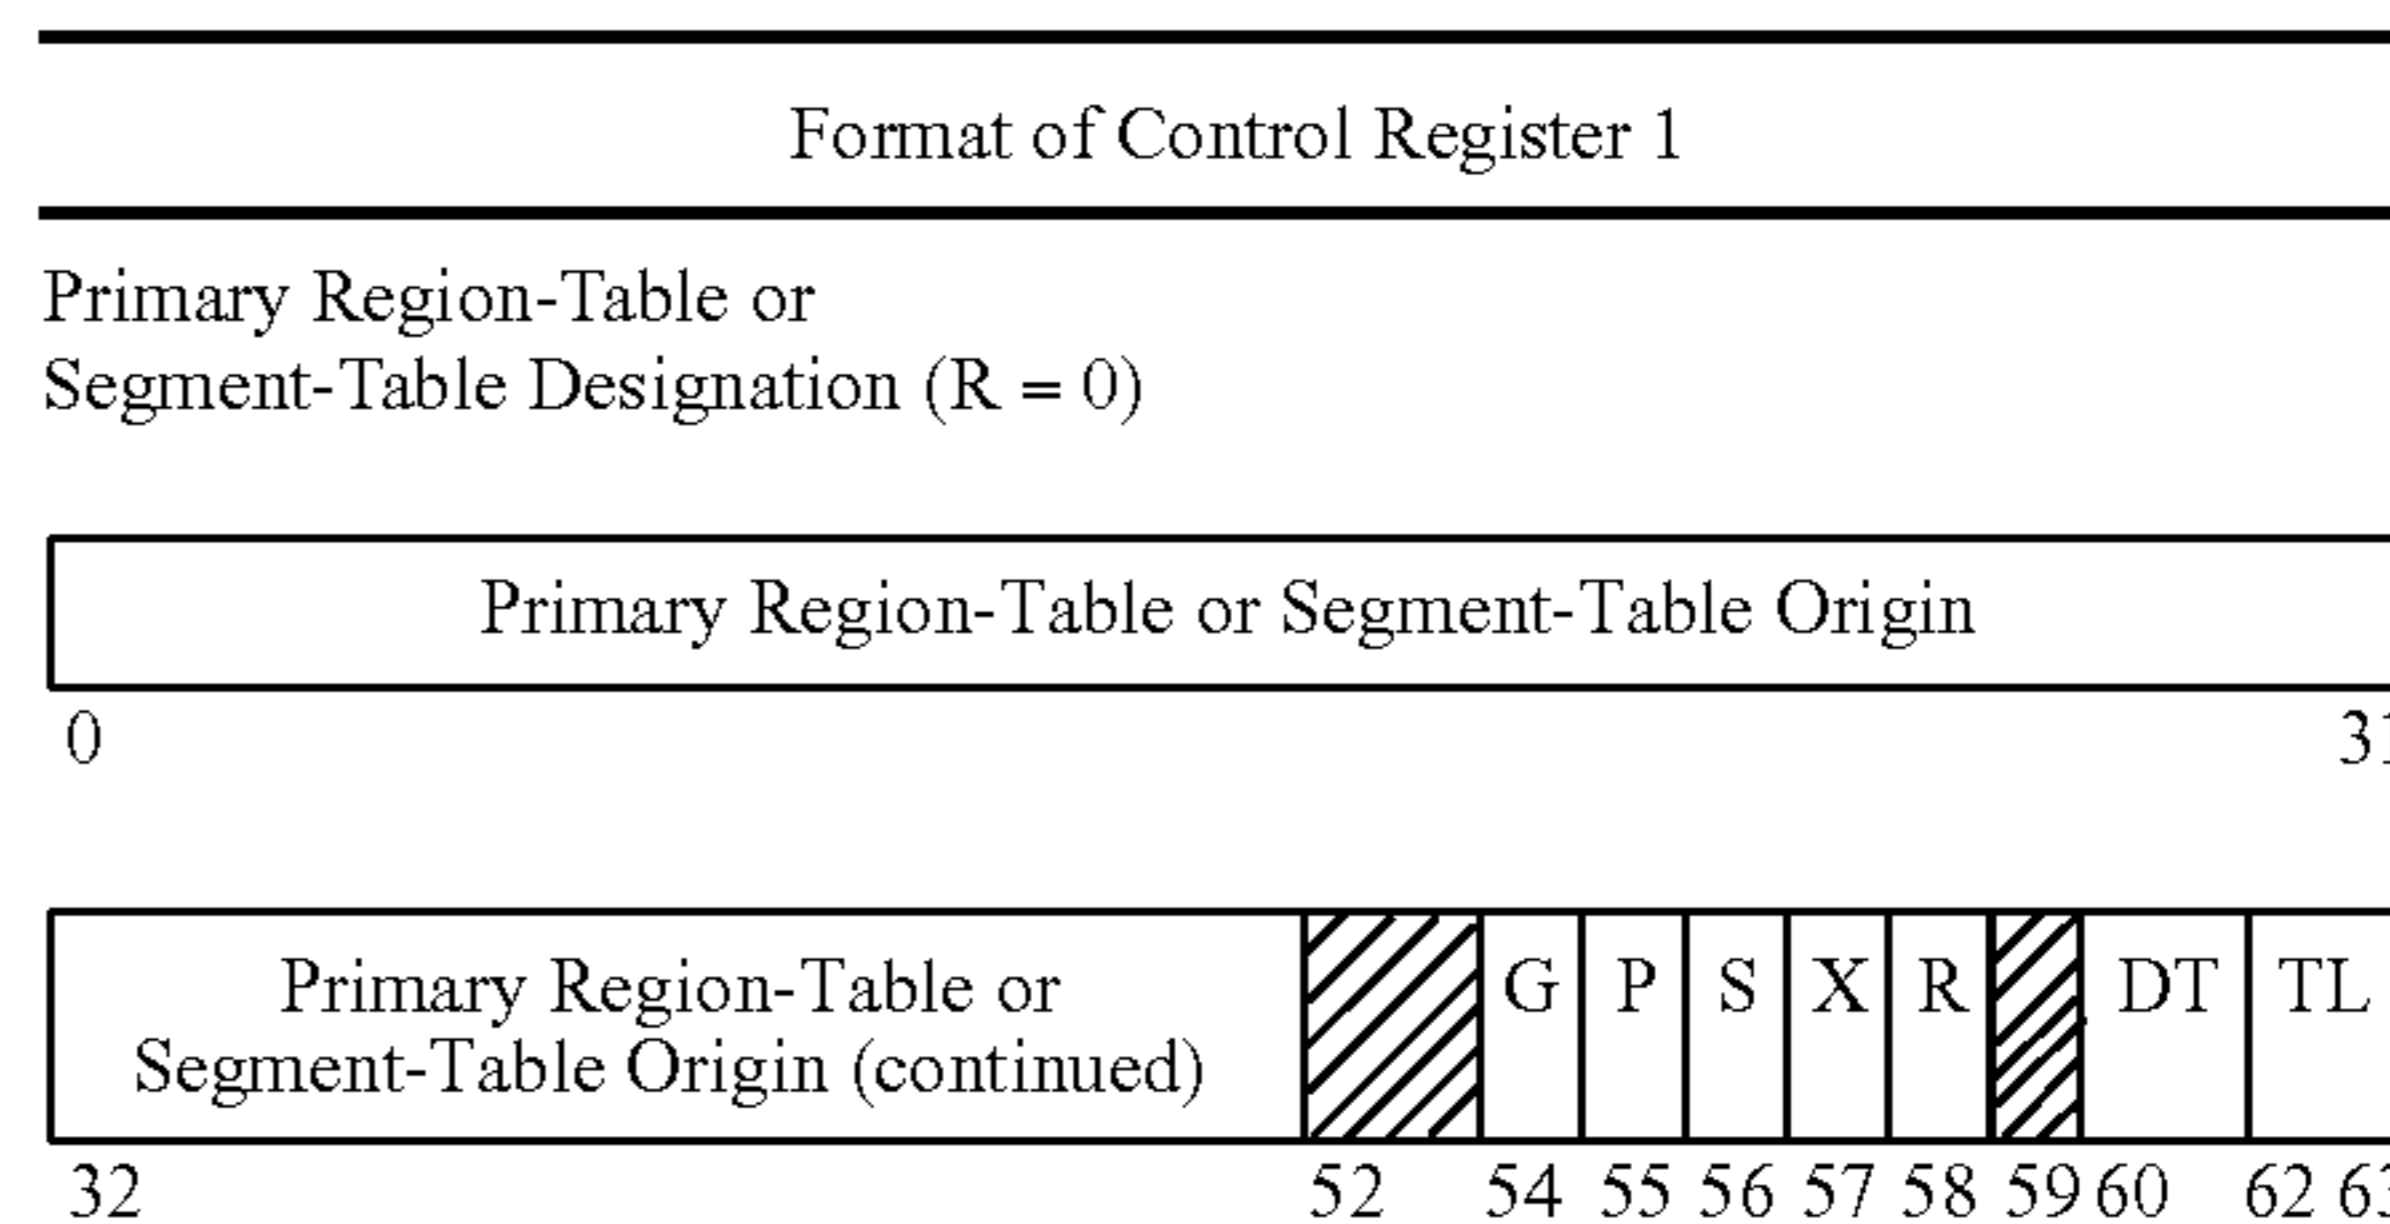 Format of Control Register 1
Primary Region-Table or
Segment-Table Designation (R = 0)
Primary Region-Table or Segment-Table Origin
0 31
Primary Region-Table or
Segment-Table Origin (continued)
G P S X R DT TL
32 52 54 55 56 57 58 59 60 62 63